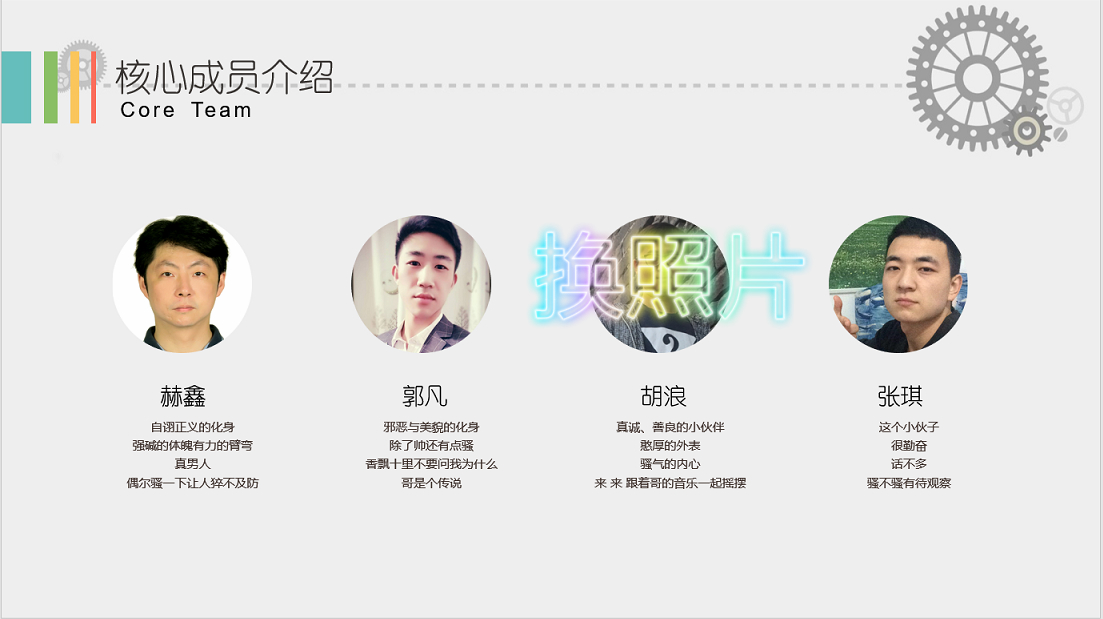 核心成员介绍
Core Team
换照片
赫鑫
自诩正义的化身
强碱的体魄有力的臂弯
真男人
偶尔骚一下让人猝不及防
郭凡
邪恶与美貌的化身
除了帅还有点骚
香飘十里不要问我为什么
哥是个传说
胡浪
真诚、善良的小伙伴
憨厚的外表
骚气的内心
来 来 跟着哥的音乐一起摇摆
张琪
这个小伙子
很勤奋
话不多
骚不骚有待观察